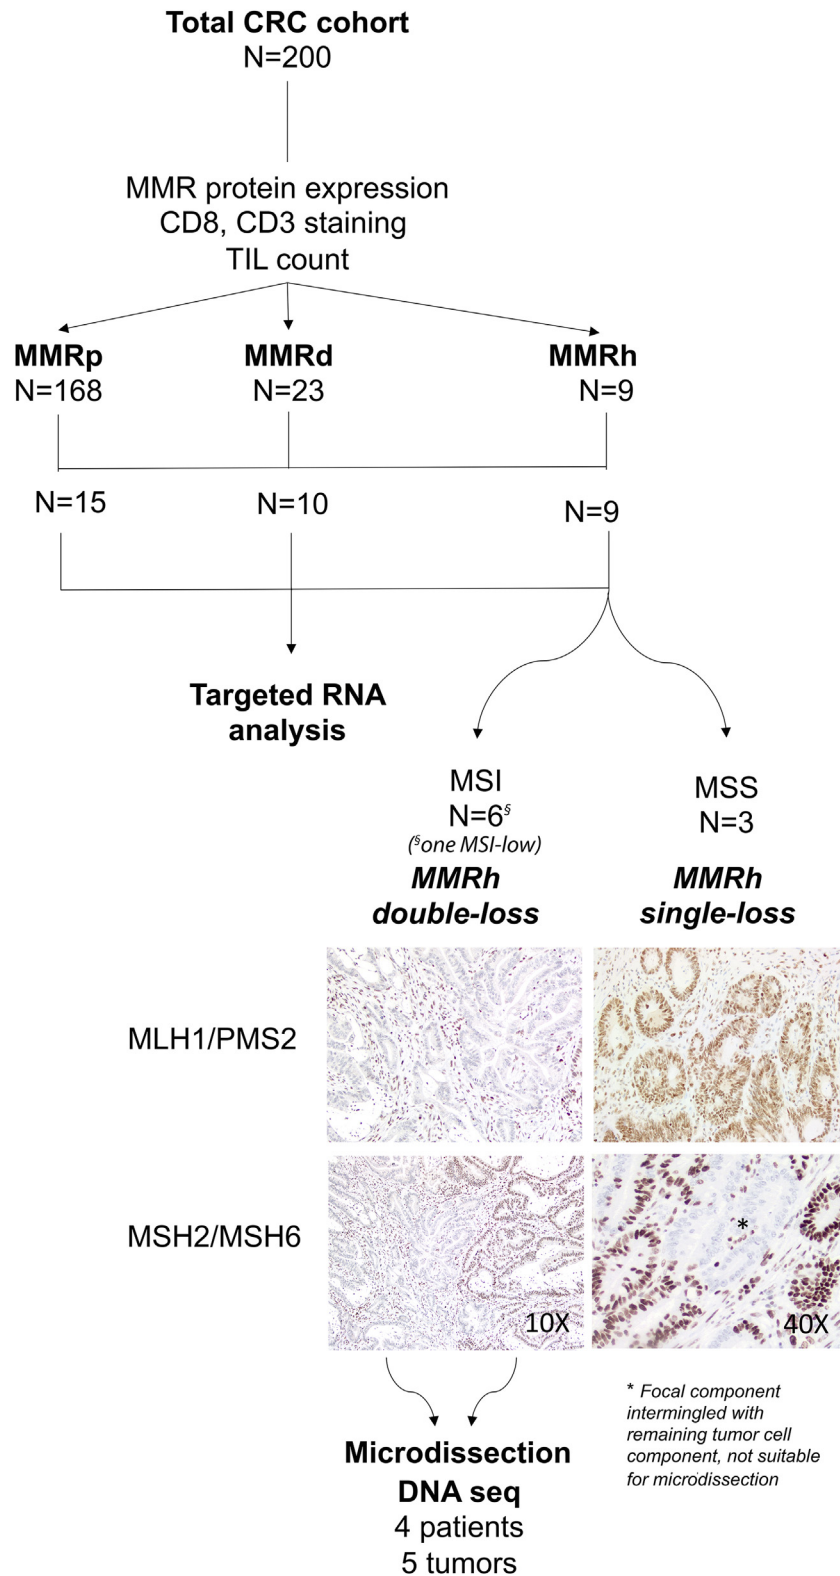 Total CRC cohort
N=200
MMR protein expression
CD8, CD3 staining
TIL count
MMRp
N=168
MMRd
N=23
MMRh
N=9
N=15
N=10
N=9
Targeted RNA
analysis
MSI
N=6§
(§one MSI-low)
MMRh
double-loss
MSS
N=3
MMRh
single-loss
MLH1/PMS2
MSH2/MSH6
10X
*
40X
Microdissection
DNA seq
4 patients
5 tumors
* Focal component
intermingled with
remaining tumor cell
component, not suitable
for microdissection